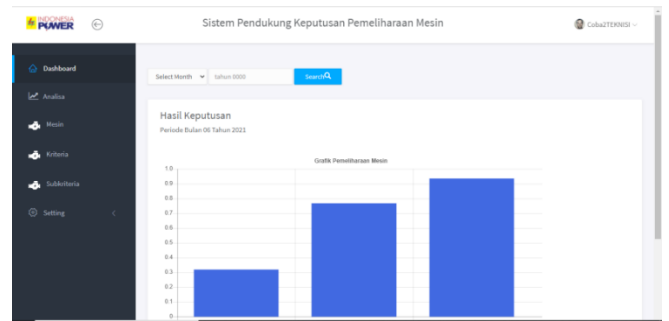 INDONESIA
POWER
Sistem Pendukung Keputusan Pemeliharaan Mesin
Coba2TEKNISI
Dashboard
Analisa
Mesin
Kriteria
Subkriteria
Setting
Select Month
tahun 0000
Search
Hasil Keputusan
Periode Bulan 06 Tahun 2021
Grafik Pemeliharaan Mesin
1.0
0.9
0.8
0.7
0.6
0.5
0.4
0.3
0.2
0.1
0